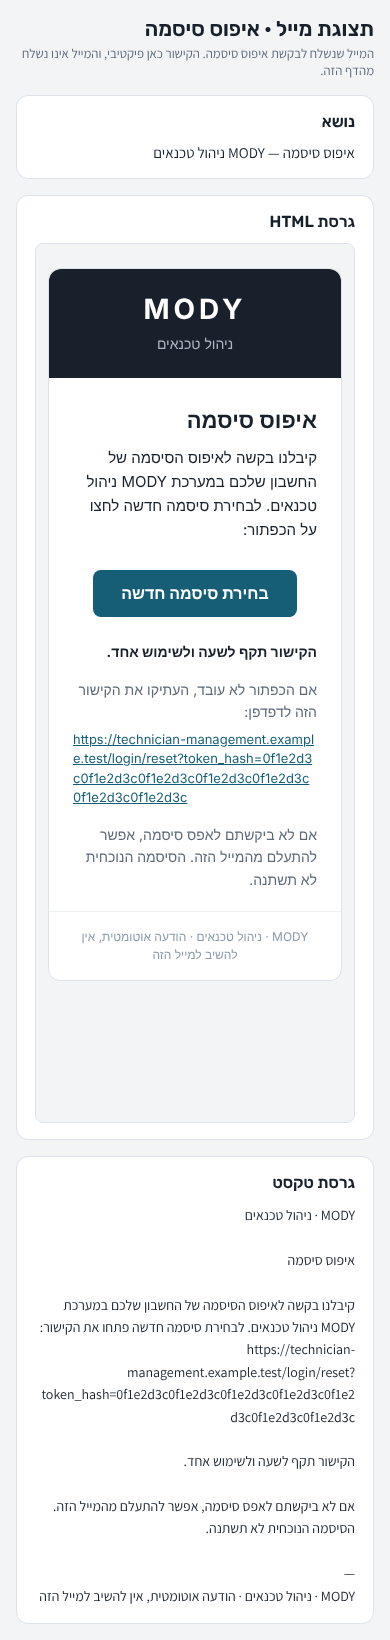 תצוגת מייל • איפוס סיסמה
המייל שנשלח לבקשת איפוס סיסמה. הקישור כאן פיקטיבי, והמייל אינו נשלח
מהדף הזה.
נושא
איפוס סיסמה — MODY ניהול טכנאים
גרסת HTML
MODY
ניהול טכנאים
איפוס סיסמה
קיבלנו בקשה לאיפוס הסיסמה של
החשבון שלכם במערכת MODY ניהול
טכנאים. לבחירת סיסמה חדשה לחצו
על הכפתור:
בחירת סיסמה חדשה
הקישור תקף לשעה ולשימוש אחד.
אם הכפתור לא עובד, העתיקו את הקישור
הזה לדפדפן:
https://technician-management.exampl
e.test/login/reset?token_hash=0f1e2d3
c0f1e2d3c0f1e2d3c0f1e2d3c0f1e2d3c
0f1e2d3c0f1e2d3c
אם לא ביקשתם לאפס סיסמה, אפשר
להתעלם מהמייל הזה. הסיסמה הנוכחית
לא תשתנה.
MODY · ניהול טכנאים · הודעה אוטומטית, אין
להשיב למייל הזה
גרסת טקסט
MODY · ניהול טכנאים
איפוס סיסמה
קיבלנו בקשה לאיפוס הסיסמה של החשבון שלכם במערכת
MODY ניהול טכנאים. לבחירת סיסמה חדשה פתחו את הקישור:
https://technician-
management.example.test/login/reset?
token_hash=0f1e2d3c0f1e2d3c0f1e2d3c0f1e2d3c0f1e2
d3c0f1e2d3c0f1e2d3c
הקישור תקף לשעה ולשימוש אחד.
אם לא ביקשתם לאפס סיסמה, אפשר להתעלם מהמייל הזה.
הסיסמה הנוכחית לא תשתנה.
—
MODY · ניהול טכנאים · הודעה אוטומטית, אין להשיב למייל הזה